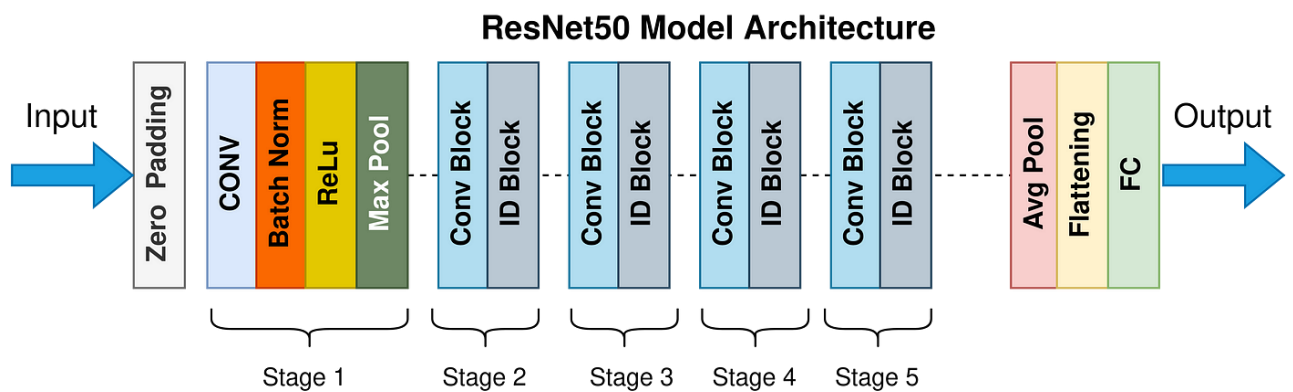 ResNet50 Model Architecture
Input
Zero Padding
CONV
Batch Norm
ReLu
Max Pool
Conv Block
ID Block
Conv Block
ID Block
Conv Block
ID Block
Conv Block
ID Block
Avg Pool
Flattening
FC
Output
Stage 1
Stage 2
Stage 3
Stage 4
Stage 5